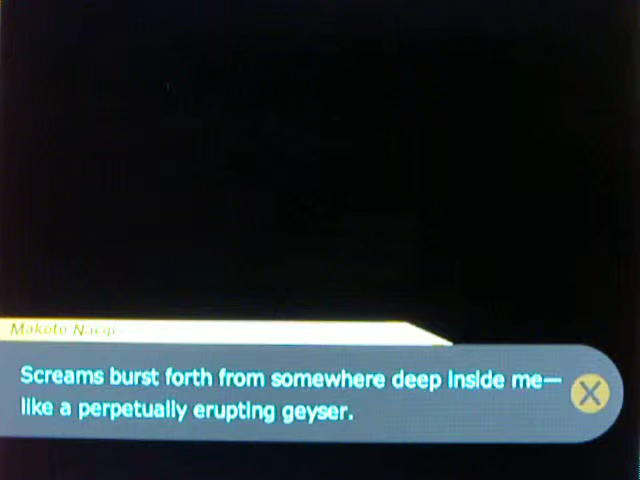 Makoto Naegi
Screams burst forth from somewhere deep inside me—
like a perpetually erupting geyser.
X